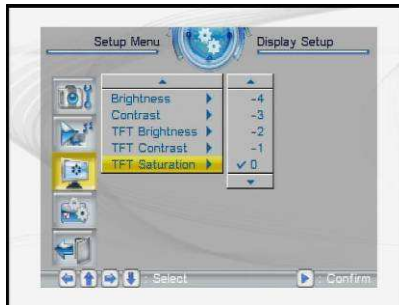 Setup Menu
Display Setup
Brightness
Contrast
TFT Brightness
TFT Contrast
TFT Saturation
-4
-3
-2
-1
0
: Select
: Confirm